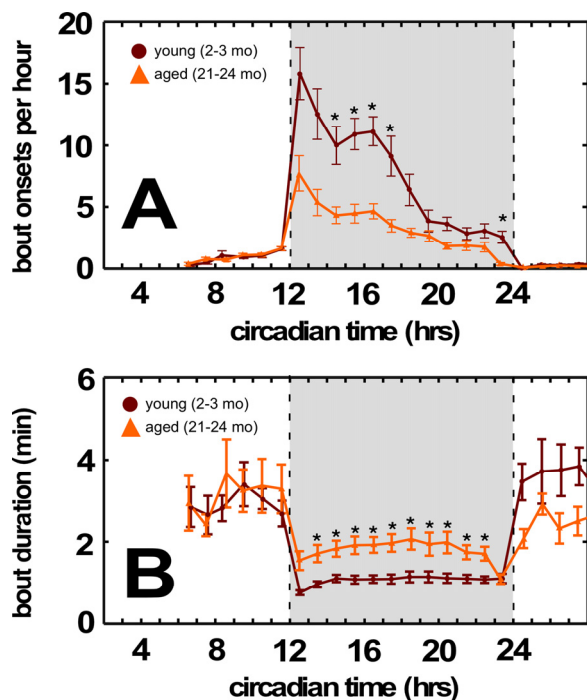 20
15
10
5
0
bout onsets per hour
young (2-3 mo)
aged (21-24 mo)
* * * * *
A
4 8 12 16 20 24
circadian time (hrs)
6
4
2
0
bout duration (min)
young (2-3 mo)
aged (21-24 mo)
* * * * * * * * * *
B
4 8 12 16 20 24
circadian time (hrs)